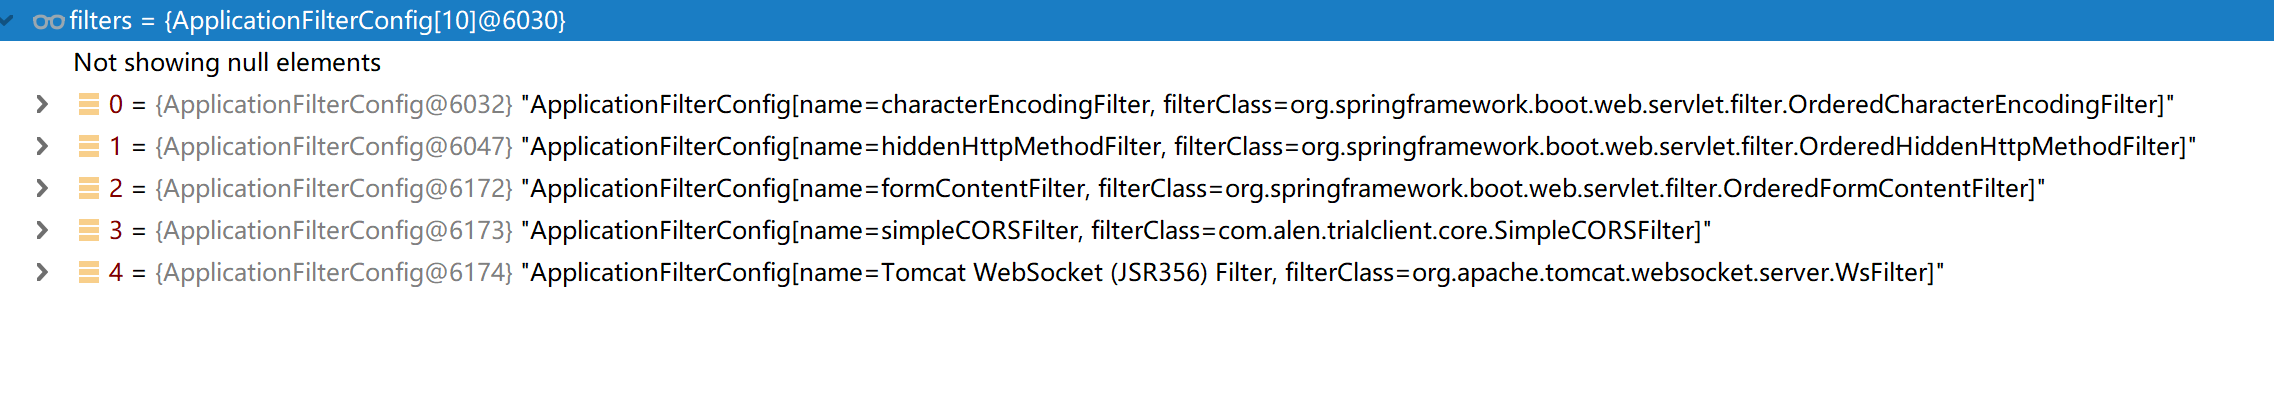 filters = {ApplicationFilterConfig[10]@6030}
Not showing null elements
0 = {ApplicationFilterConfig@6032} "ApplicationFilterConfig[name=characterEncodingFilter, filterClass=org.springframework.boot.web.servlet.filter.OrderedCharacterEncodingFilter]"
1 = {ApplicationFilterConfig@6047} "ApplicationFilterConfig[name=hiddenHttpMethodFilter, filterClass=org.springframework.boot.web.servlet.filter.OrderedHiddenHttpMethodFilter]"
2 = {ApplicationFilterConfig@6172} "ApplicationFilterConfig[name=formContentFilter, filterClass=org.springframework.boot.web.servlet.filter.OrderedFormContentFilter]"
3 = {ApplicationFilterConfig@6173} "ApplicationFilterConfig[name=simpleCORSFilter, filterClass=com.alen.trialclient.core.SimpleCORSFilter]"
4 = {ApplicationFilterConfig@6174} "ApplicationFilterConfig[name=Tomcat WebSocket (JSR356) Filter, filterClass=org.apache.tomcat.websocket.server.WsFilter]"